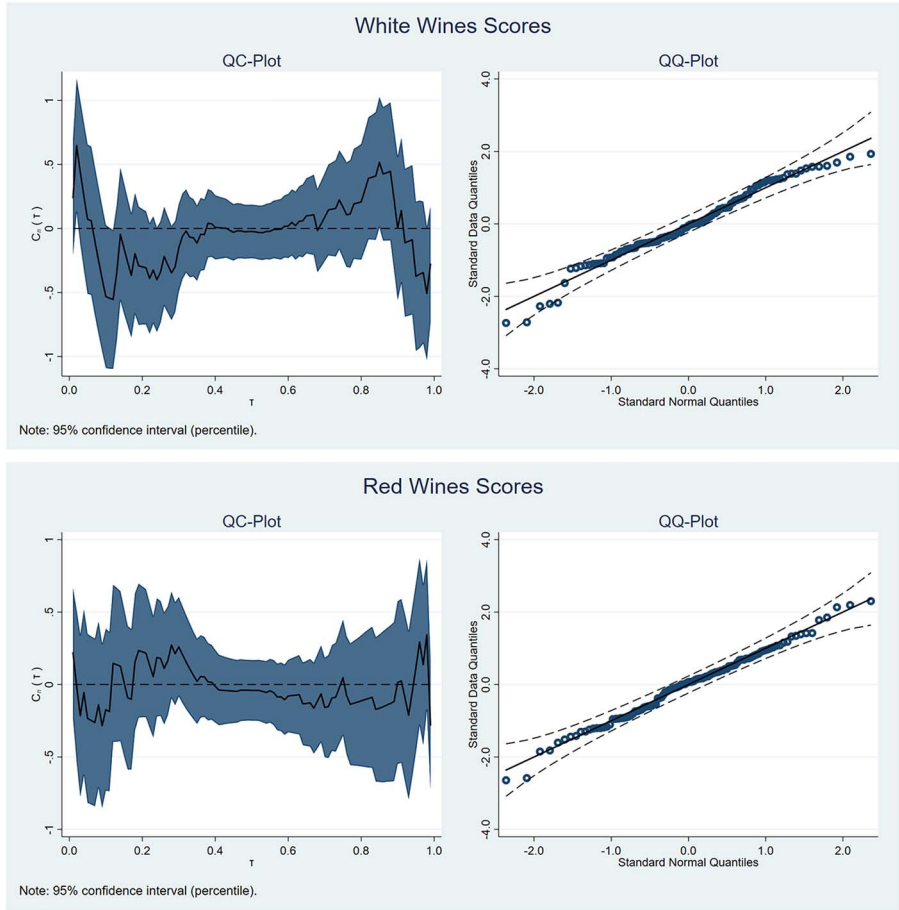 White Wines Scores
QC-Plot
QQ-Plot
1
.5
0
-.5
-1
Cₙ ( τ )
0.0 0.2 0.4 0.6 0.8 1.0
τ
4.0
2.0
0.0
-2.0
-4.0
Standard Data Quantiles
-2.0 -1.0 0.0 1.0 2.0
Standard Normal Quantiles
Note: 95% confidence interval (percentile).
Red Wines Scores
QC-Plot
QQ-Plot
1
.5
0
-.5
-1
Cₙ ( τ )
0.0 0.2 0.4 0.6 0.8 1.0
τ
4.0
2.0
0.0
-2.0
-4.0
Standard Data Quantiles
-2.0 -1.0 0.0 1.0 2.0
Standard Normal Quantiles
Note: 95% confidence interval (percentile).